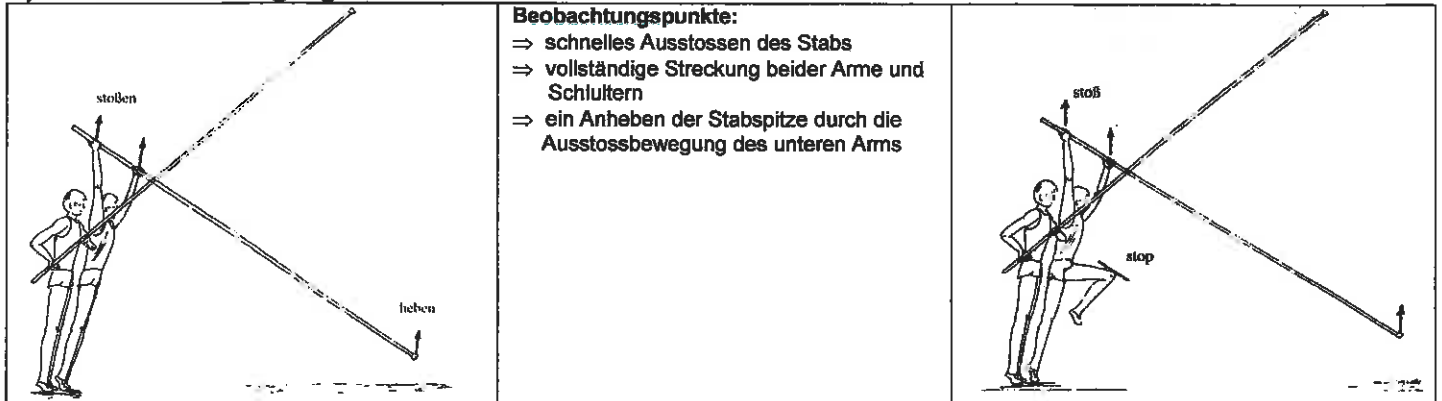 stoßen
heben
Beobachtungspunkte:
⇒ schnelles Ausstossen des Stabs
⇒ vollständige Streckung beider Arme und
Schlultern
⇒ ein Anheben der Stabspitze durch die
Ausstossbewegung des unteren Arms
stoß
stop